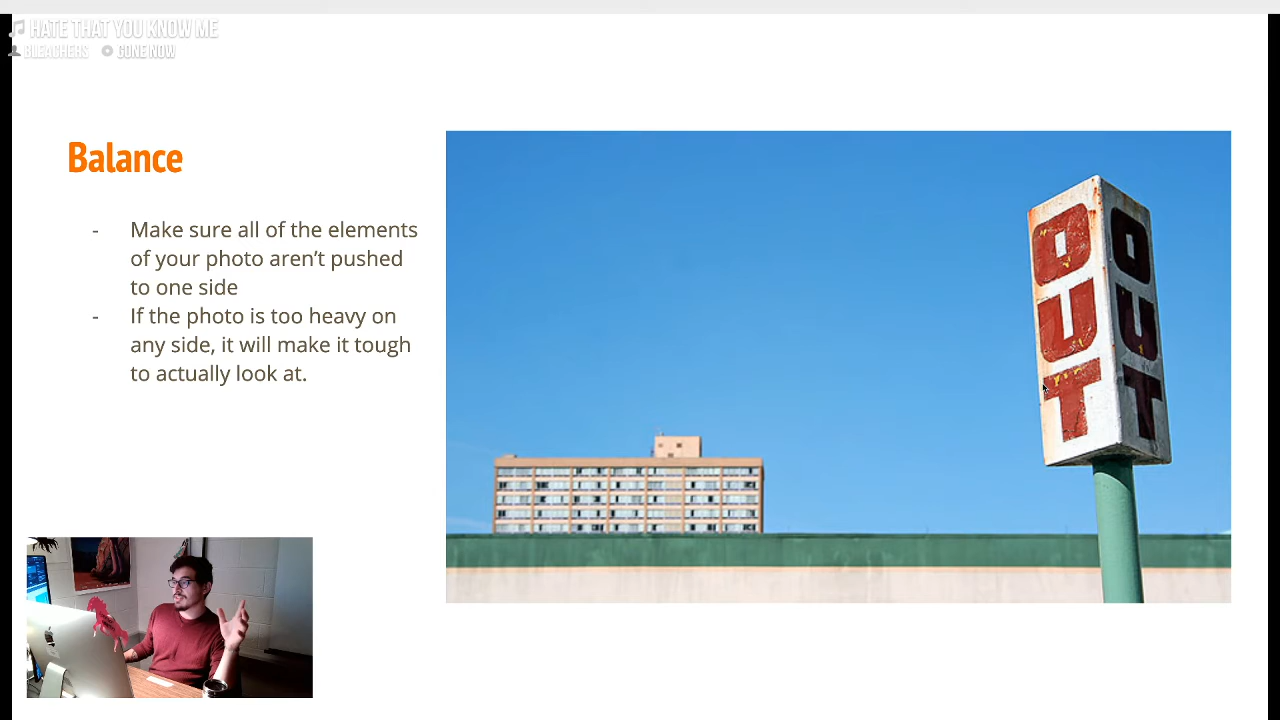 HATE THAT YOU KNOW ME
BLEACHERS GONE NOW
Balance
- Make sure all of the elements
of your photo aren't pushed
to one side
- If the photo is too heavy on
any side, it will make it tough
to actually look at.
OUT
OUT